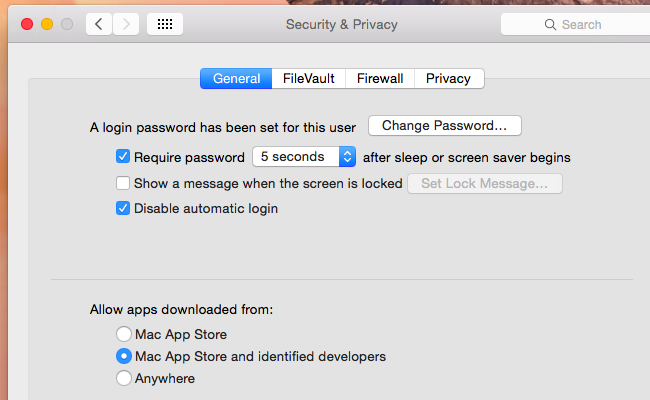 Security & Privacy
Search
General FileVault Firewall Privacy
A login password has been set for this user Change Password...
Require password 5 seconds after sleep or screen saver begins
Show a message when the screen is locked Set Lock Message...
Disable automatic login
Allow apps downloaded from:
Mac App Store
Mac App Store and identified developers
Anywhere